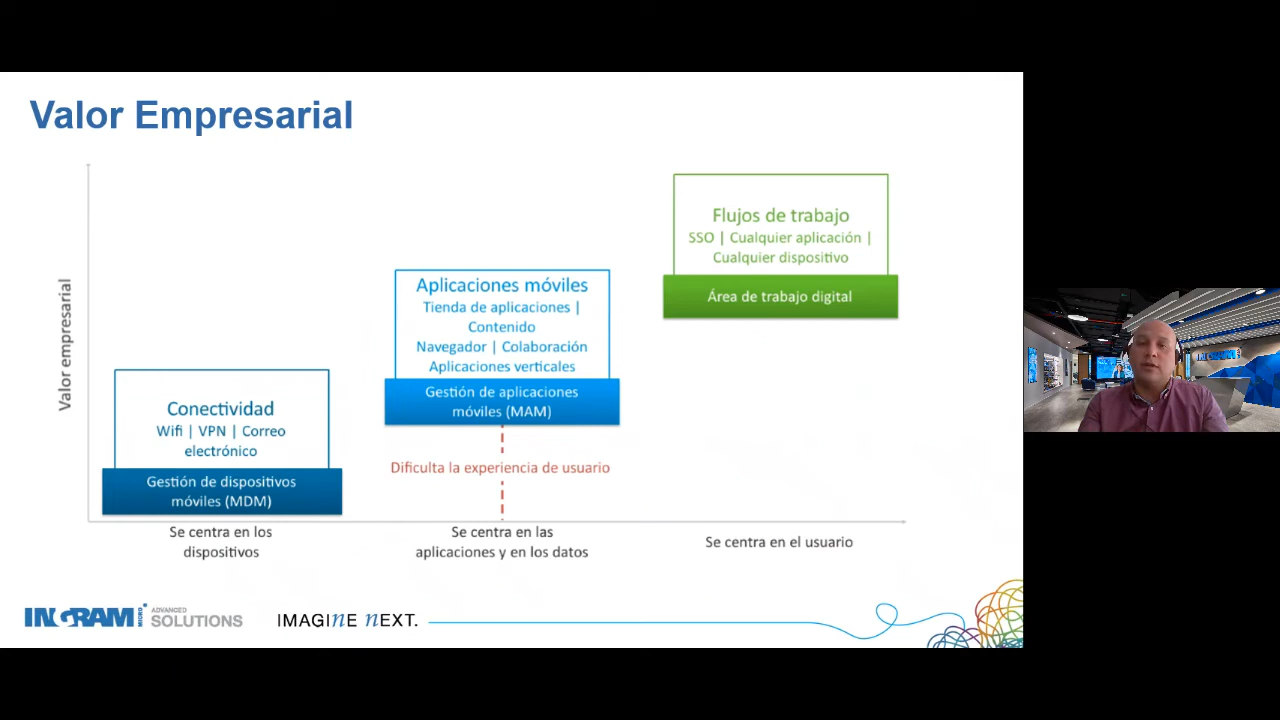 Valor Empresarial
Valor empresarial
Conectividad
Wifi | VPN | Correo
electrónico
Gestión de dispositivos
móviles (MDM)
Se centra en los
dispositivos
Aplicaciones móviles
Tienda de aplicaciones |
Contenido
Navegador | Colaboración
Aplicaciones verticales
Gestión de aplicaciones
móviles (MAM)
Dificulta la experiencia de usuario
Se centra en las
aplicaciones y en los datos
Flujos de trabajo
SSO | Cualquier aplicación |
Cualquier dispositivo
Área de trabajo digital
Se centra en el usuario
INGRAM MICRO ADVANCED
SOLUTIONS
IMAGINE NEXT.
INGRAM